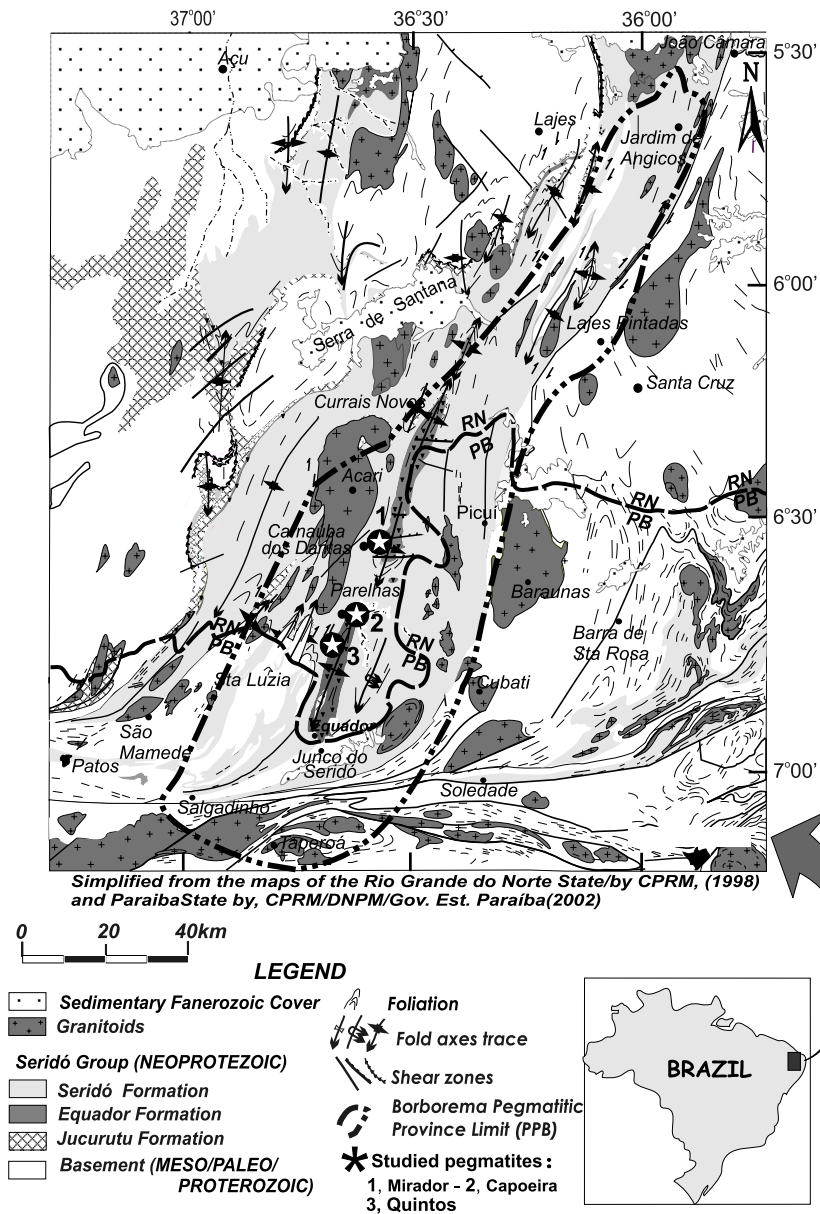 37°00' 36°30' 36°00'
João Câmara
5°30'
Açu
N
Lajes
Jardim de
Angicos
6°00'
Serra de Santana
Lajes Pintadas
Santa Cruz
Currais Novos
RN
PB
Acari
RN
PB
RN
PB
Picuí
6°30'
1
Carnauba
dos Dantas
Parelhas
Baraunas
2
RN
PB
RN
PB
Barra de
Sta Rosa
3
Sta Luzia
Cubati
São
Mamede
Equador
Junco do
Seridó
Patos
7°00'
Soledade
Salgadinho
Taperoá
Simplified from the maps of the Rio Grande do Norte State/by CPRM, (1998)
and ParaibaState by, CPRM/DNPM/Gov. Est. Paraíba(2002)
0 20 40km
LEGEND
Sedimentary Fanerozoic Cover
Granitoids
Seridó Group (NEOPROTEZOIC)
Seridó Formation
Equador Formation
Jucurutu Formation
Basement (MESO/PALEO/
PROTEROZOIC)
Foliation
Fold axes trace
Shear zones
Borborema Pegmatitic
Province Limit (PPB)
Studied pegmatites:
1, Mirador - 2, Capoeira
3, Quintos
BRAZIL